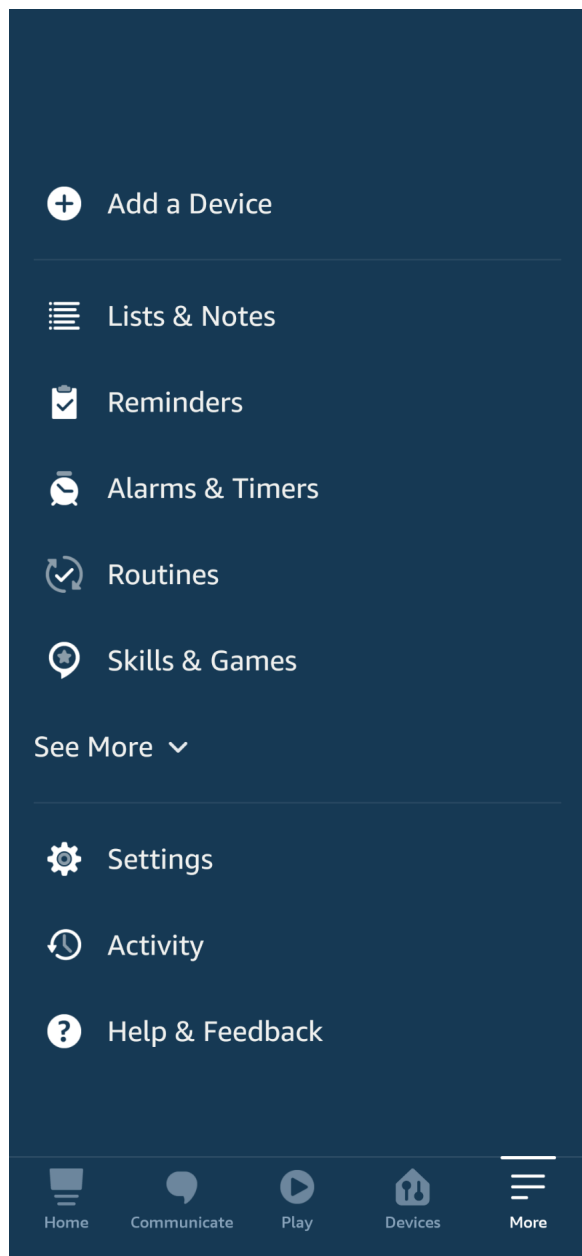 Add a Device
Lists & Notes
Reminders
Alarms & Timers
Routines
Skills & Games
See More
Settings
Activity
Help & Feedback
Home Communicate Play Devices More